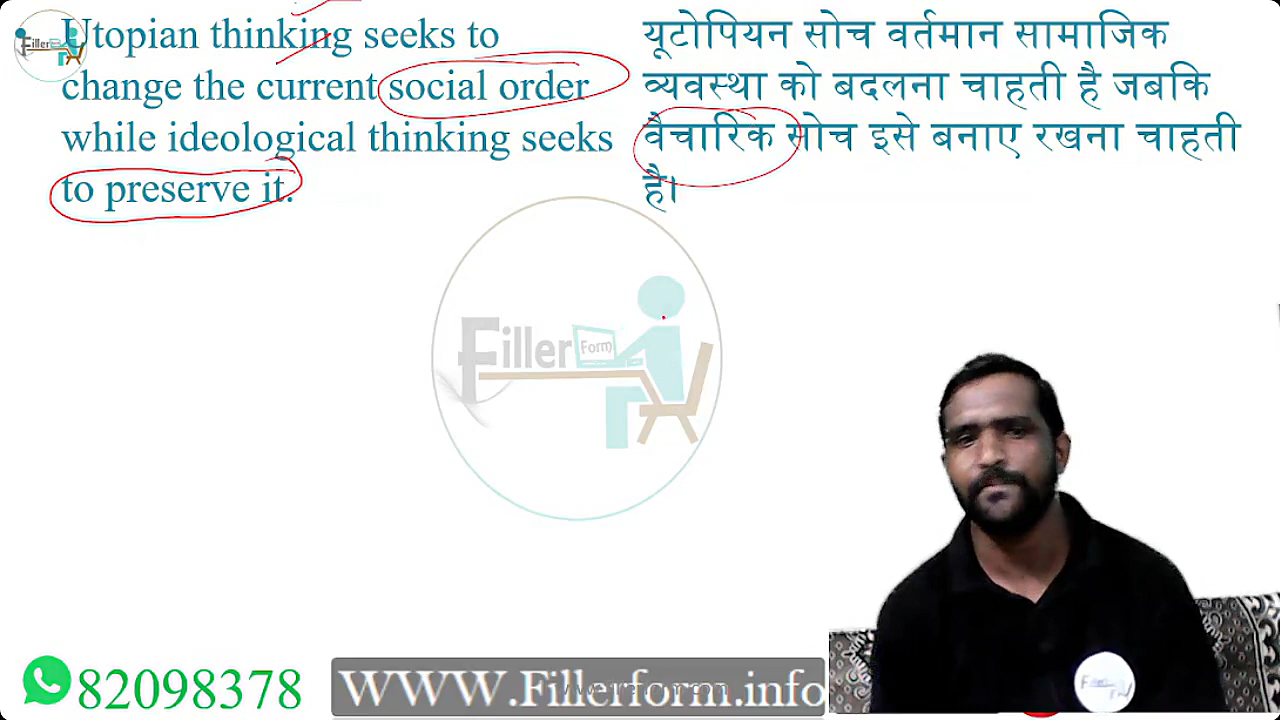 Utopian thinking seeks to
change the current social order
while ideological thinking seeks
to preserve it.
यूटोपियन सोच वर्तमान सामाजिक
व्यवस्था को बदलना चाहती है जबकि
वैचारिक सोच इसे बनाए रखना चाहती
है।
Filler Form
82098378
WWW.Fillerform.info